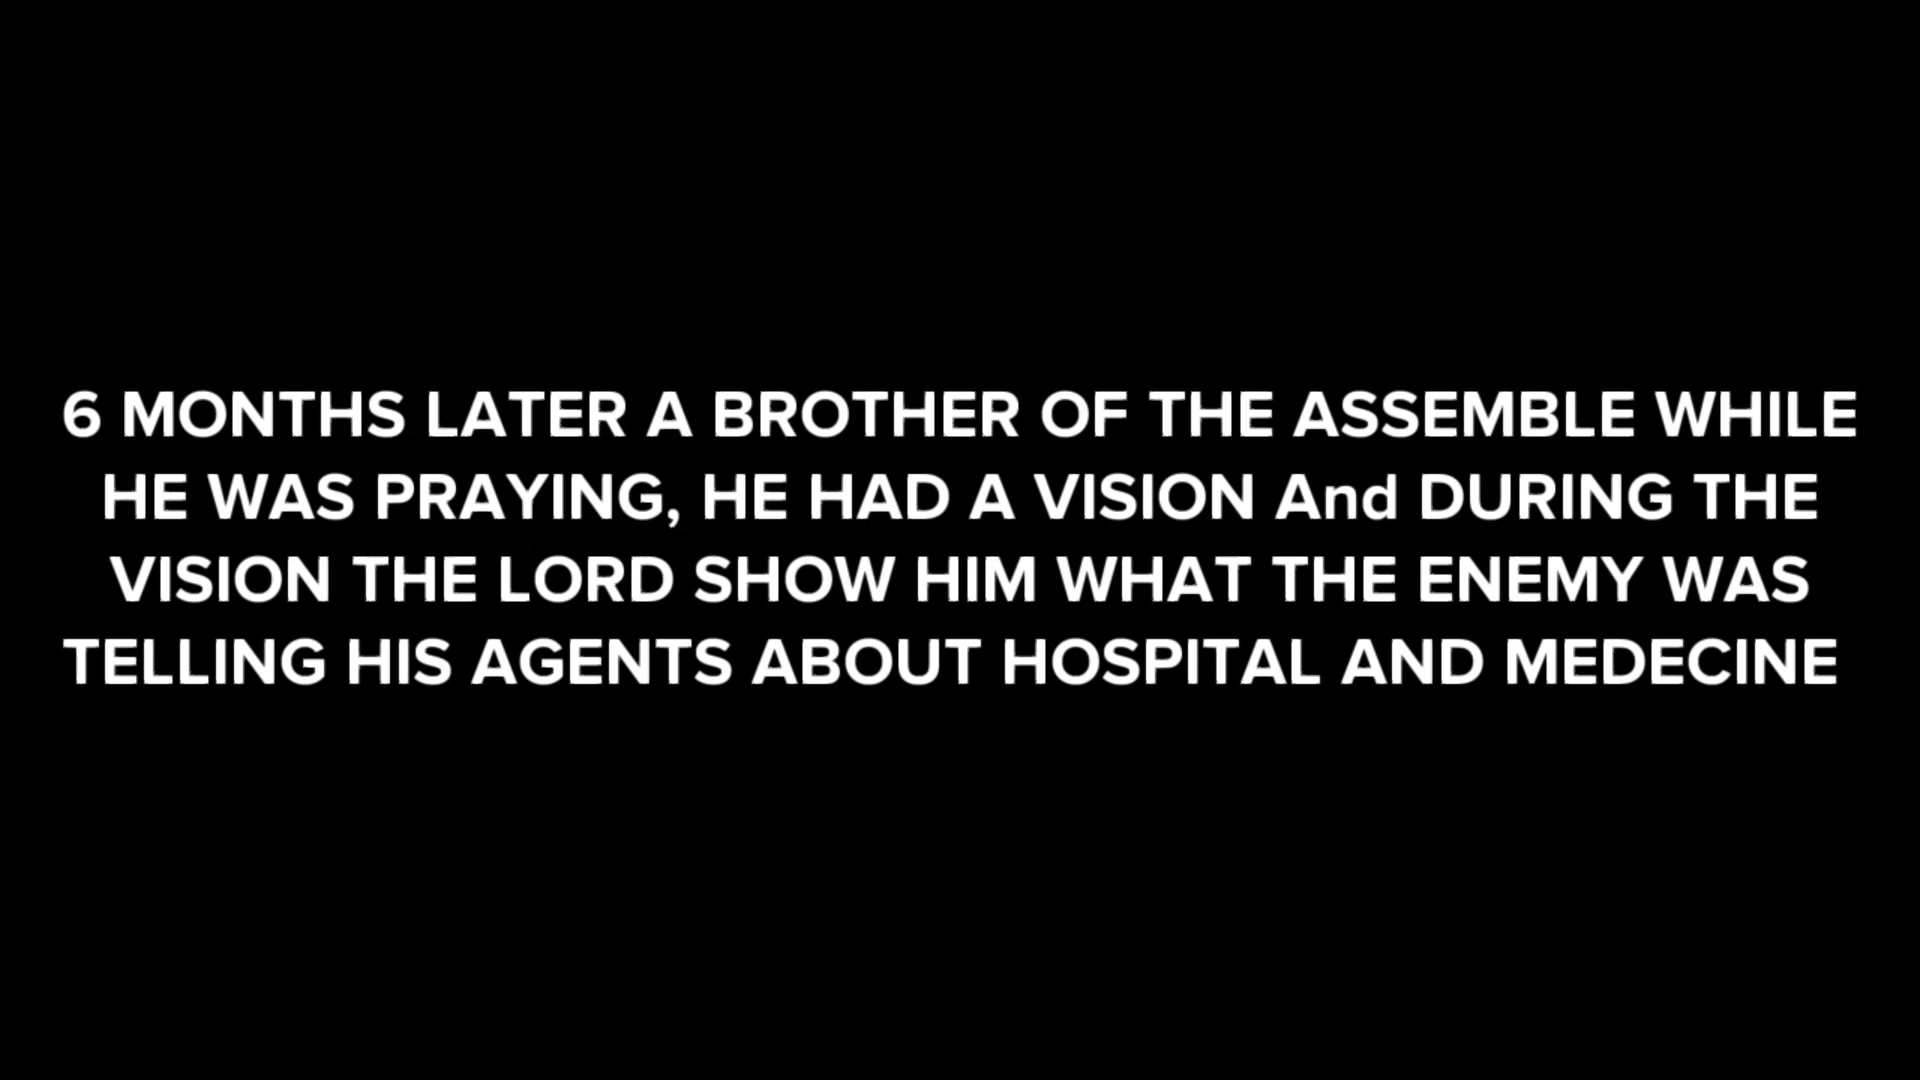 6 MONTHS LATER A BROTHER OF THE ASSEMBLE WHILE
HE WAS PRAYING, HE HAD A VISION And DURING THE
VISION THE LORD SHOW HIM WHAT THE ENEMY WAS
TELLING HIS AGENTS ABOUT HOSPITAL AND MEDECINE